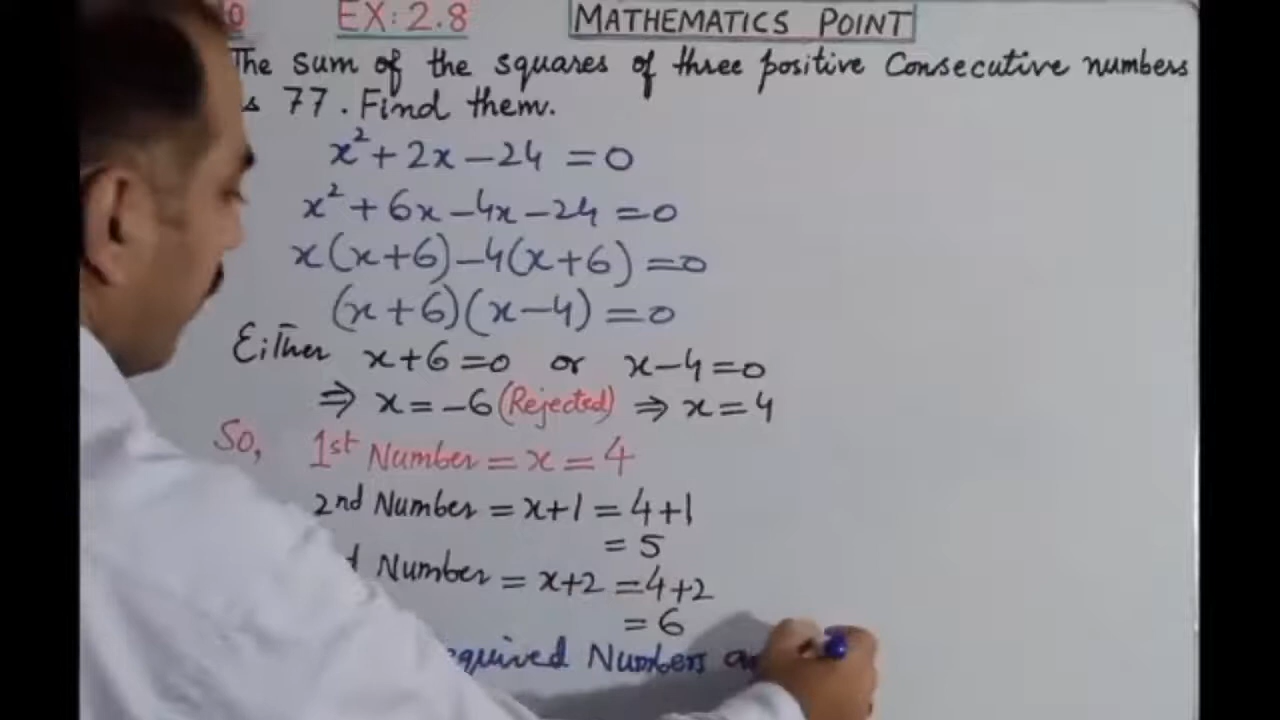 EX: 2.8 MATHEMATICS POINT
The sum of the squares of three positive Consecutive numbers
77. Find them.
x² + 2x - 24 = 0
x² + 6x - 4x - 24 = 0
x(x+6) - 4(x+6) = 0
(x+6)(x-4) = 0
Either x+6=0 or x-4=0
⇒ x = -6 (Rejected) ⇒ x = 4
So, 1st Number = x = 4
2nd Number = x+1 = 4+1
= 5
Number = x+2 = 4+2
= 6
Numbers